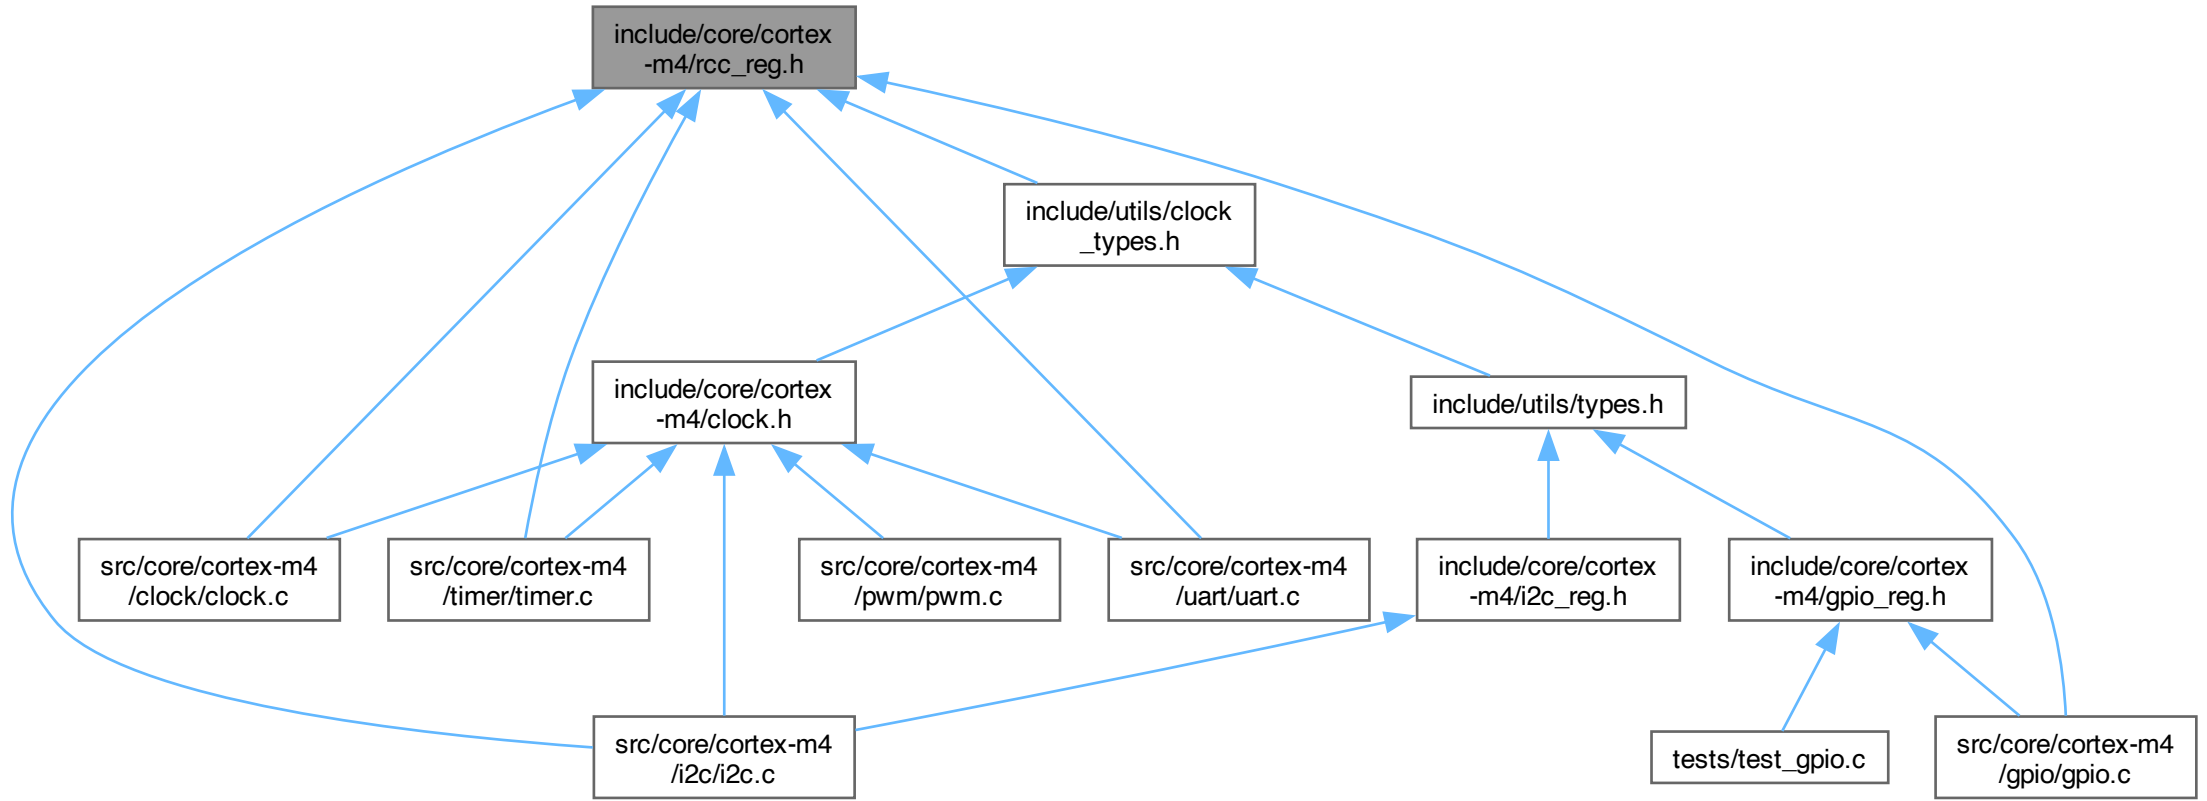 include/core/cortex
-m4/rcc_reg.h
include/utils/clock
_types.h
include/core/cortex
-m4/clock.h
include/utils/types.h
src/core/cortex-m4
/clock/clock.c
src/core/cortex-m4
/timer/timer.c
src/core/cortex-m4
/pwm/pwm.c
src/core/cortex-m4
/uart/uart.c
include/core/cortex
-m4/i2c_reg.h
include/core/cortex
-m4/gpio_reg.h
src/core/cortex-m4
/i2c/i2c.c
tests/test_gpio.c
src/core/cortex-m4
/gpio/gpio.c